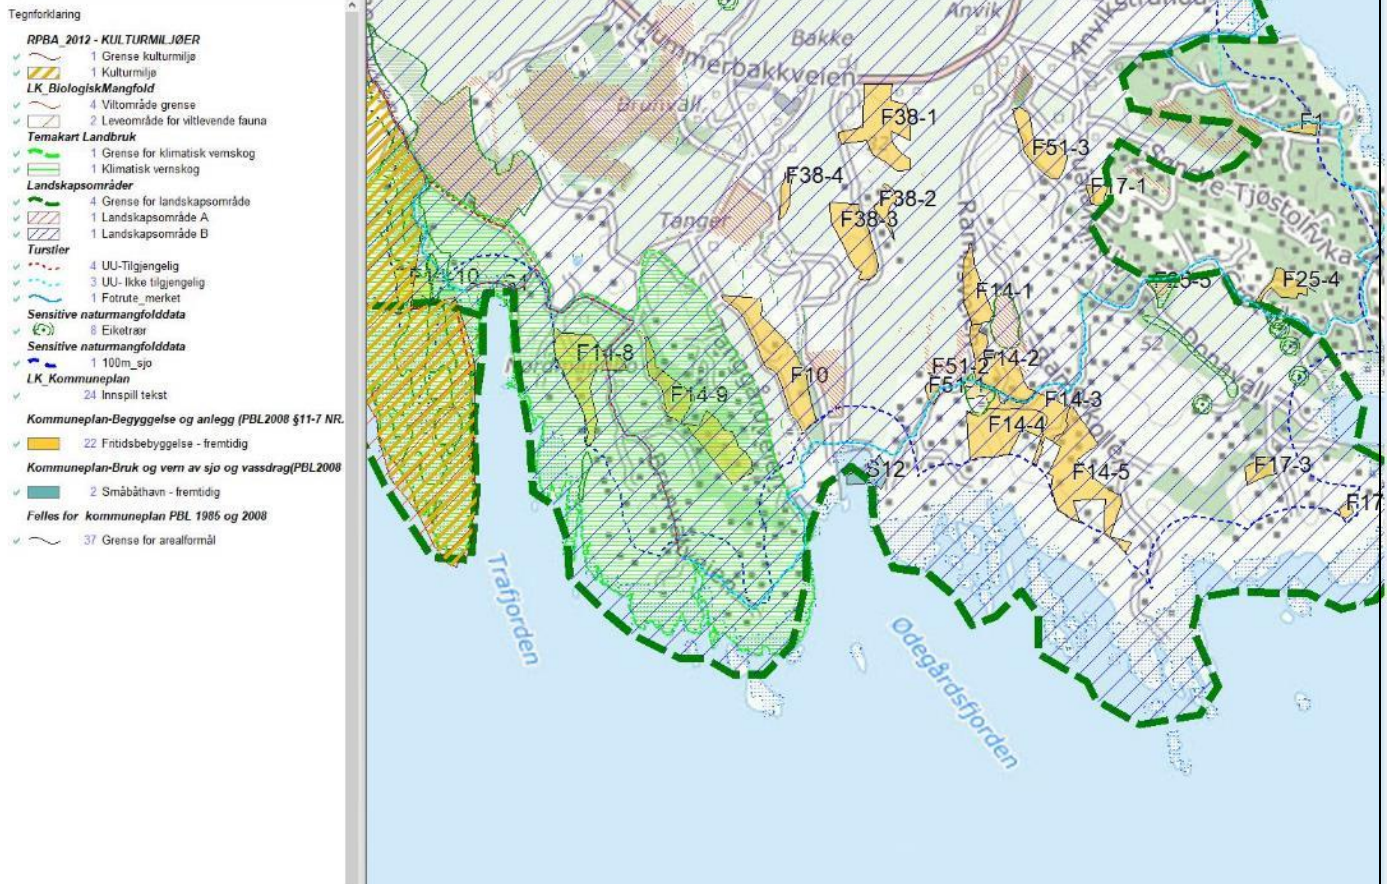 Tegnforklaring
RPBA_2012 - KULTURMILJØER
1 Grense kulturmiljø
1 Kulturmiljø
LK_BiologiskMangfold
4 Viltområde grense
2 Leveområde for viltlevende fauna
Temakart Landbruk
1 Grense for klimatisk vernskog
1 Klimatisk vernskog
Landskapsområder
4 Grense for landskapsområde
1 Landskapsområde A
1 Landskapsområde B
Turstier
4 UU-Tilgjengelig
3 UU- Ikke tilgjengelig
1 Fotrute_merket
Sensitive naturmangfolddata
8 Eiketrær
Sensitive naturmangfolddata
1 100m_sjo
LK_Kommuneplan
24 Innspill tekst
Kommuneplan-Begyggelse og anlegg (PBL2008 §11-7 NR.
22 Fritidsbebyggelse - fremtidig
Kommuneplan-Bruk og vern av sjø og vassdrag(PBL2008
2 Småbåthavn - fremtidig
Felles for kommuneplan PBL 1985 og 2008
37 Grense for arealformål
Anvik
Bakke
Hummerbakkveien
F38-1
F1
F51-3
F38-4
F17-1
F38-2
F38-3
Tanger
F25-5
F25-4
F14-1
F14-8
F14-2
F51-2
F10
F51-1
F14-9
F14-3
F14-4
F17-3
S12
F14-5
F17
Trafjorden
Ødegårdsfjorden